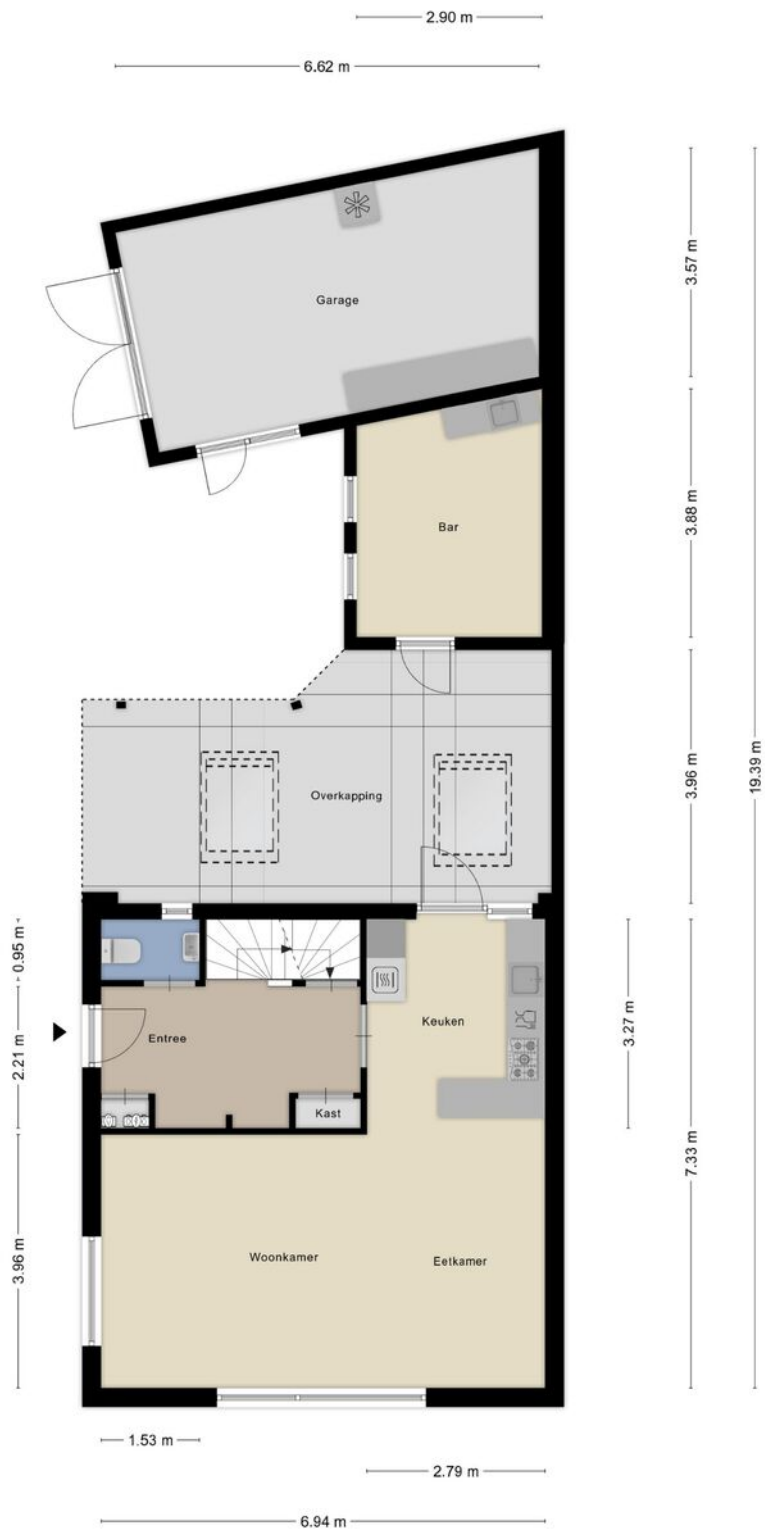 2.90 m
6.62 m
3.57 m
Garage
3.88 m
Bar
19.39 m
3.96 m
Overkapping
0.95 m
Keuken
3.27 m
Entree
2.21 m
Kast
7.33 m
Woonkamer
Eetkamer
3.96 m
1.53 m
2.79 m
6.94 m